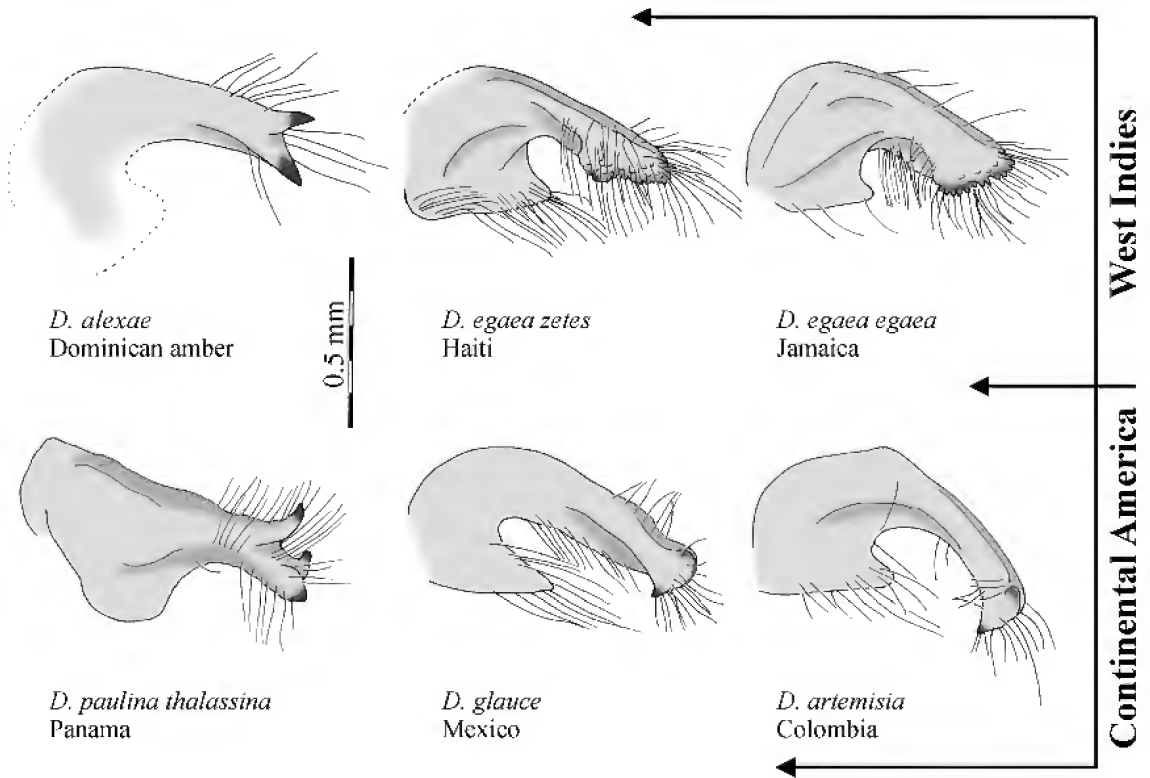 D. alexae
Dominican amber
0.5 mm
D. egaea zetes
Haiti
D. egaea egaea
Jamaica
West Indies
D. paulina thalassina
Panama
D. glauce
Mexico
D. artemisia
Colombia
Continental America